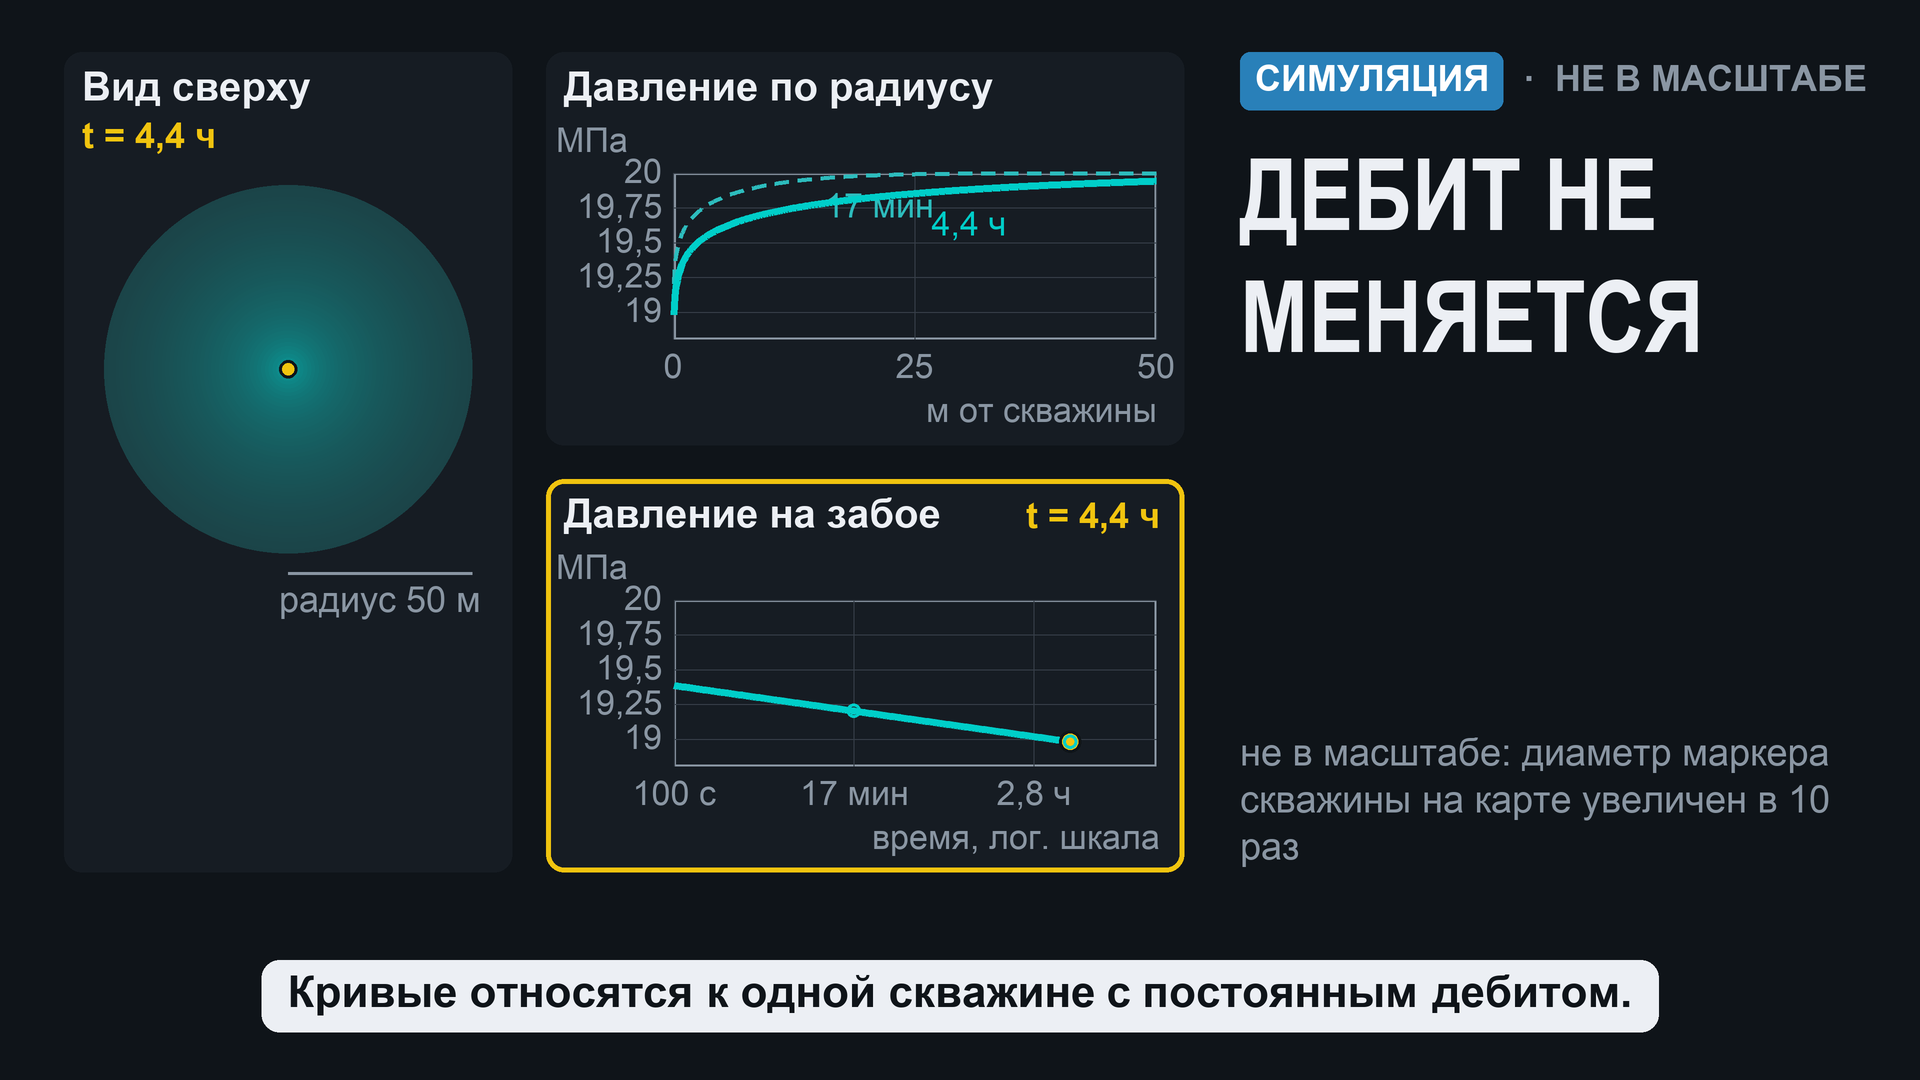 Вид сверху
t = 4,4 ч
радиус 50 м
Давление по радиусу
МПа
20
19,75
19,5
19,25
19
17 мин
4,4 ч
0
25
50
м от скважины
Давление на забое
t = 4,4 ч
МПа
20
19,75
19,5
19,25
19
100 с
17 мин
2,8 ч
время, лог. шкала
СИМУЛЯЦИЯ · НЕ В МАСШТАБЕ
ДЕБИТ НЕ
МЕНЯЕТСЯ
не в масштабе: диаметр маркера
скважины на карте увеличен в 10
раз
Кривые относятся к одной скважине с постоянным дебитом.